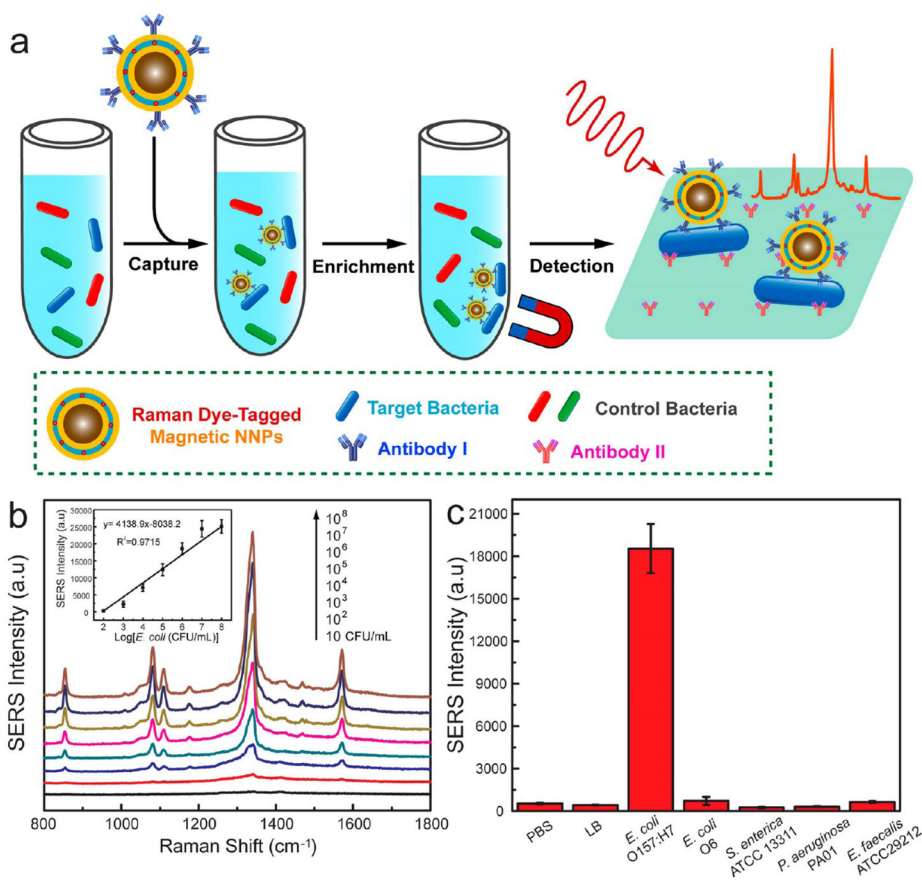 a
Capture
Enrichment
Detection
Raman Dye-Tagged
Magnetic NNPs
Target Bacteria
Control Bacteria
Antibody I
Antibody II
b
SERS Intensity (a.u)
30000
25000
20000
15000
10000
5000
0
y= 4138.9x-8038.2
R²=0.9715
2 3 4 5 6 7 8
Log[E. coli (CFU/mL)]
10⁸
10⁷
10⁶
10⁵
10⁴
10³
10²
10 CFU/mL
SERS Intensity (a.u)
800 1000 1200 1400 1600 1800
Raman Shift (cm⁻¹)
c
SERS Intensity (a.u)
21000
18000
15000
12000
9000
6000
3000
0
PBS
LB
E. coli
O157:H7
E. coli
O6
S. enterica
ATCC 13311
P. aeruginosa
PA01
E. faecalis
ATCC29212